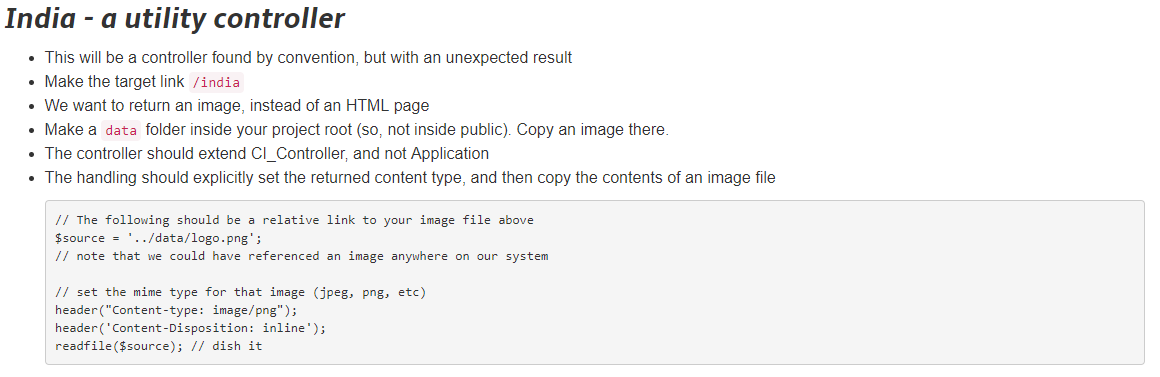 India - a utility controller
This will be a controller found by convention, but with an unexpected result
Make the target link /india
We want to return an image, instead of an HTML page
Make a data folder inside your project root (so, not inside public). Copy an image there.
The controller should extend CI_Controller, and not Application
The handling should explicitly set the returned content type, and then copy the contents of an image file
// The following should be a relative link to your image file above
$source = '../data/logo.png';
// note that we could have referenced an image anywhere on our system
// set the mime type for that image (jpeg, png, etc)
header("Content-type: image/png");
header('Content-Disposition: inline');
readfile($source); // dish it